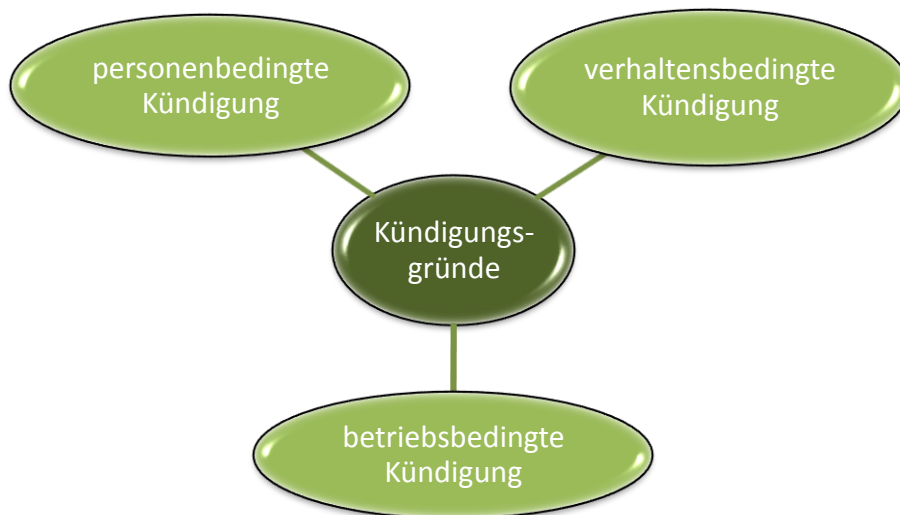 personenbedingte
Kündigung
verhaltensbedingte
Kündigung
Kündigungs-
gründe
betriebsbedingte
Kündigung